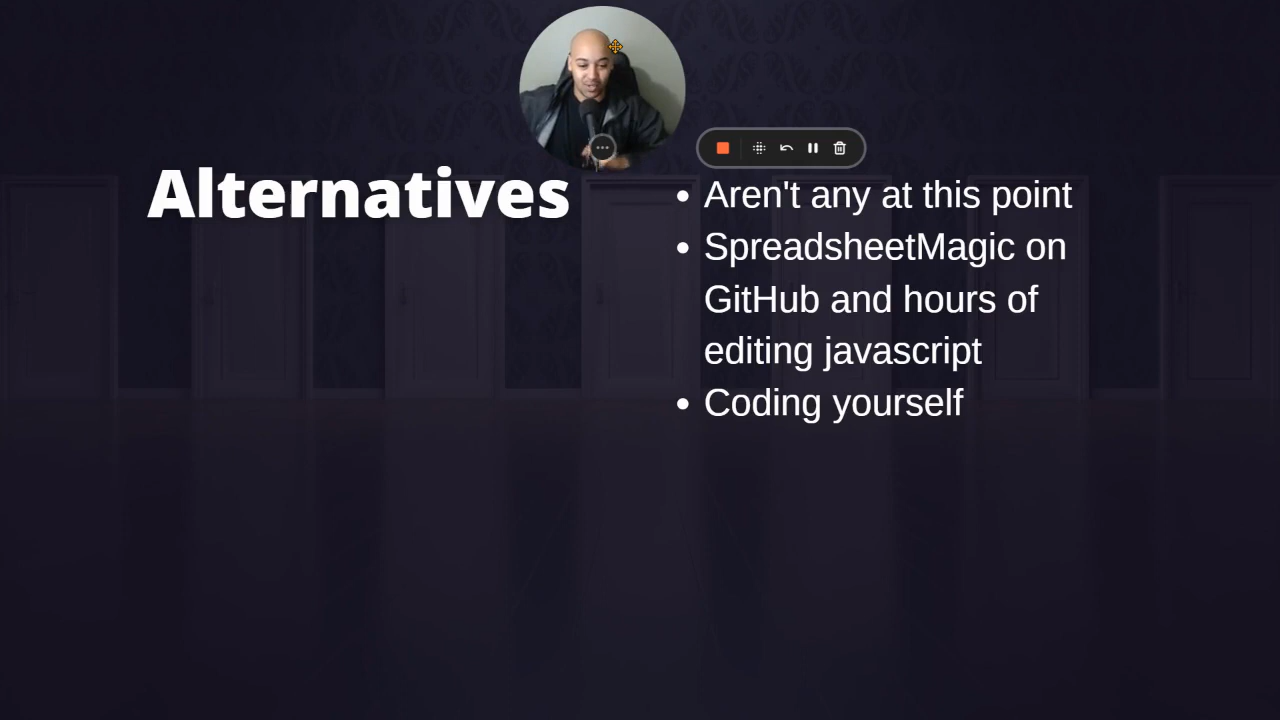 Alternatives
• Aren't any at this point
• SpreadsheetMagic on
GitHub and hours of
editing javascript
• Coding yourself